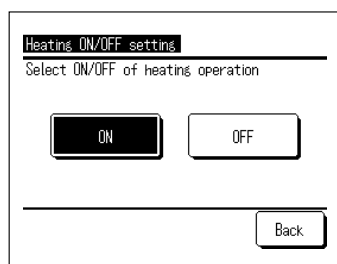 Heating ON/OFF setting
Select ON/OFF of heating operation
ON OFF
Back